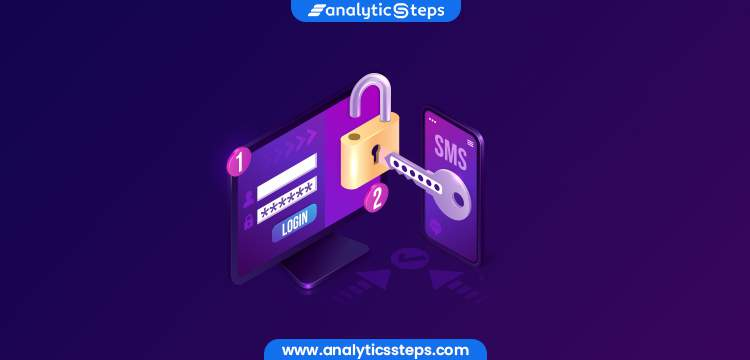 analyticSteps
1
SMS
******
LOGIN
2
www.analyticssteps.com